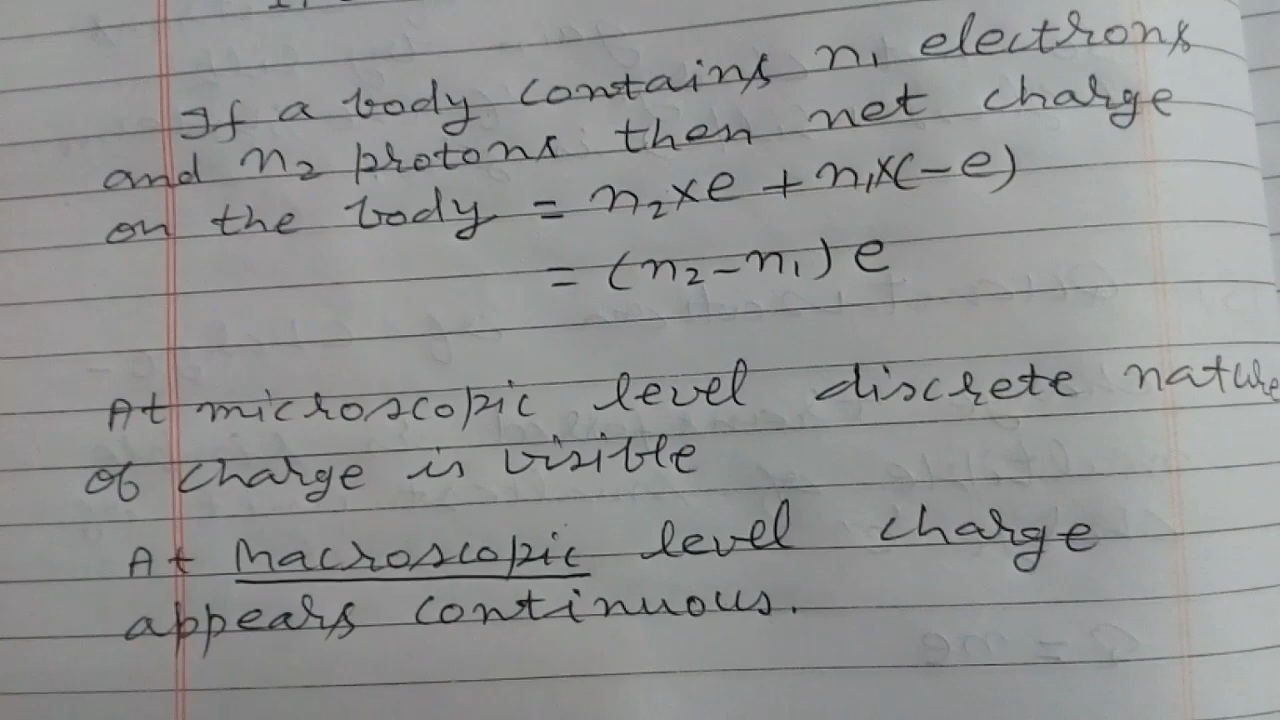 If a body contains n₁ electrons
and n₂ protons then net charge
on the body = n₂×e + n₁×(-e)
= (n₂-n₁)e
At microscopic level discrete nature
of charge is visible
At macroscopic level charge
appears continuous.